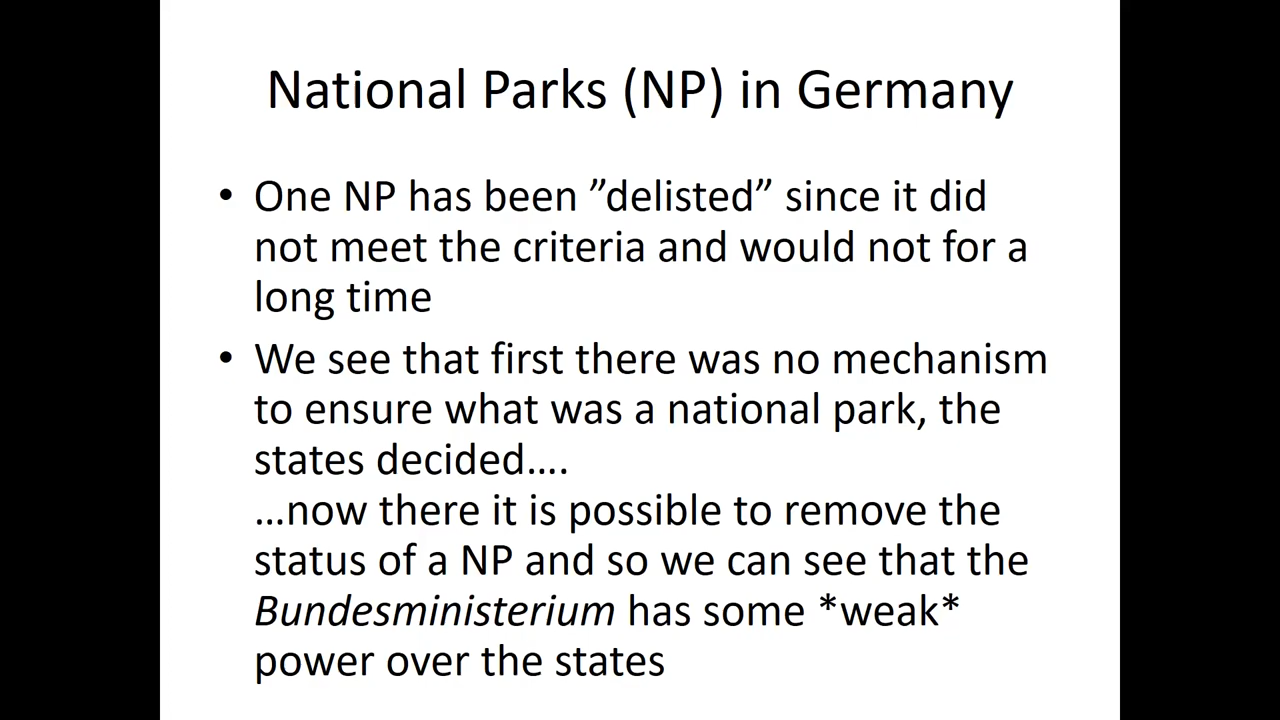 National Parks (NP) in Germany
• One NP has been ”delisted” since it did
not meet the criteria and would not for a
long time
• We see that first there was no mechanism
to ensure what was a national park, the
states decided….
…now there it is possible to remove the
status of a NP and so we can see that the
Bundesministerium has some *weak*
power over the states